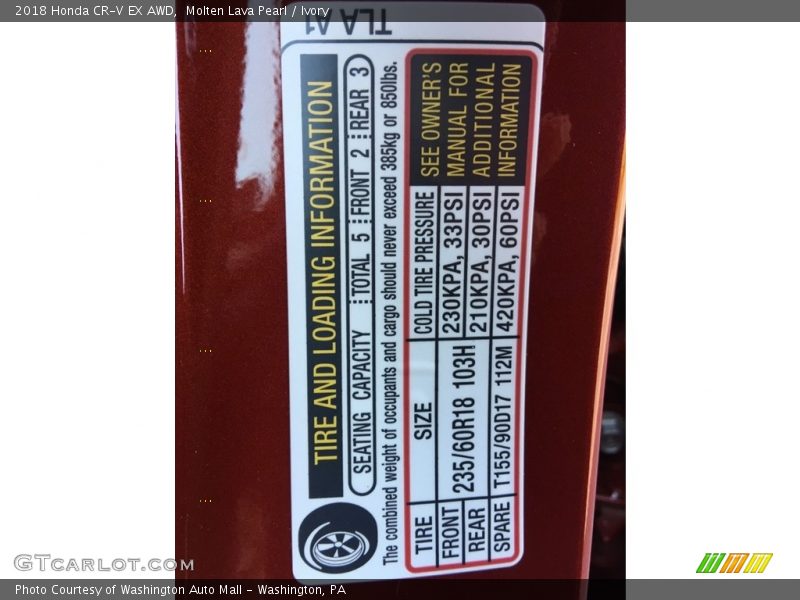 2018 Honda CR-V EX AWD, Molten Lava Pearl / Ivory
TLA A1
TIRE AND LOADING INFORMATION
SEATING CAPACITY TOTAL 5 FRONT 2 REAR 3
The combined weight of occupants and cargo should never exceed 385kg or 850lbs.
TIRE SIZE COLD TIRE PRESSURE
FRONT 235/60R18 103H 230KPA, 33PSI
REAR 210KPA, 30PSI
SPARE T155/90D17 112M 420KPA, 60PSI
SEE OWNER'S
MANUAL FOR
ADDITIONAL
INFORMATION
GTcarlot.com
Photo Courtesy of Washington Auto Mall - Washington, PA